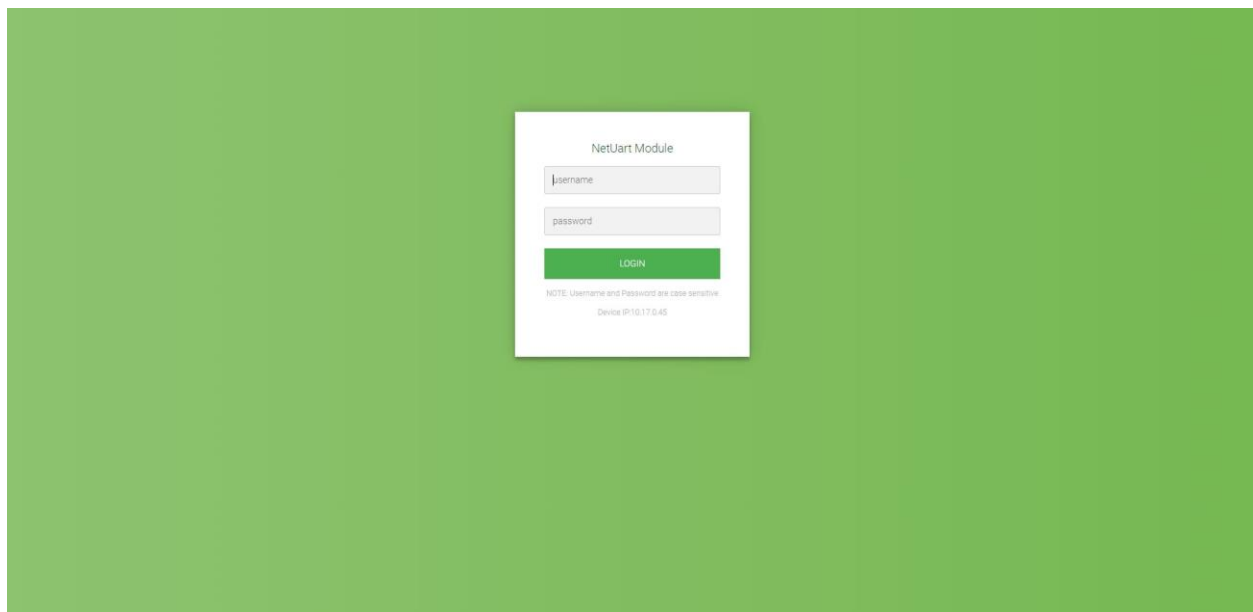 NetUart Module
username
password
LOGIN
NOTE: Username and Password are case sensitive
Device IP:10.17.0.45